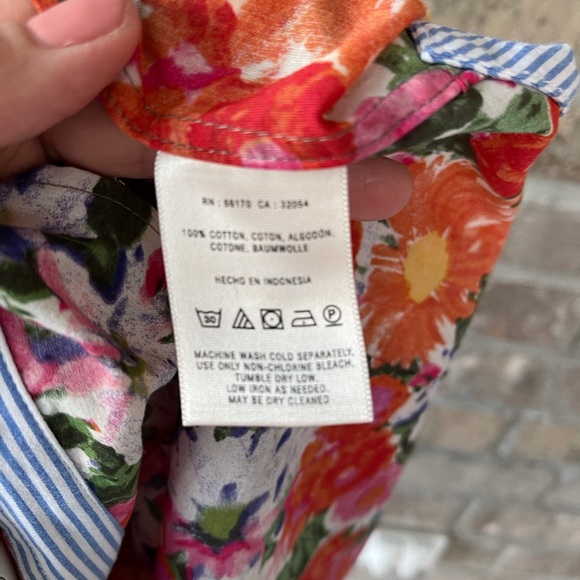 RN : 66170 CA : 32054
100% COTTON, COTON, ALGODÓN,
COTONE, BAUMWOLLE
HECHO EN INDONESIA
30 P
MACHINE WASH COLD SEPARATELY,
USE ONLY NON-CHLORINE BLEACH,
TUMBLE DRY LOW,
LOW IRON AS NEEDED.
MAY BE DRY CLEANED